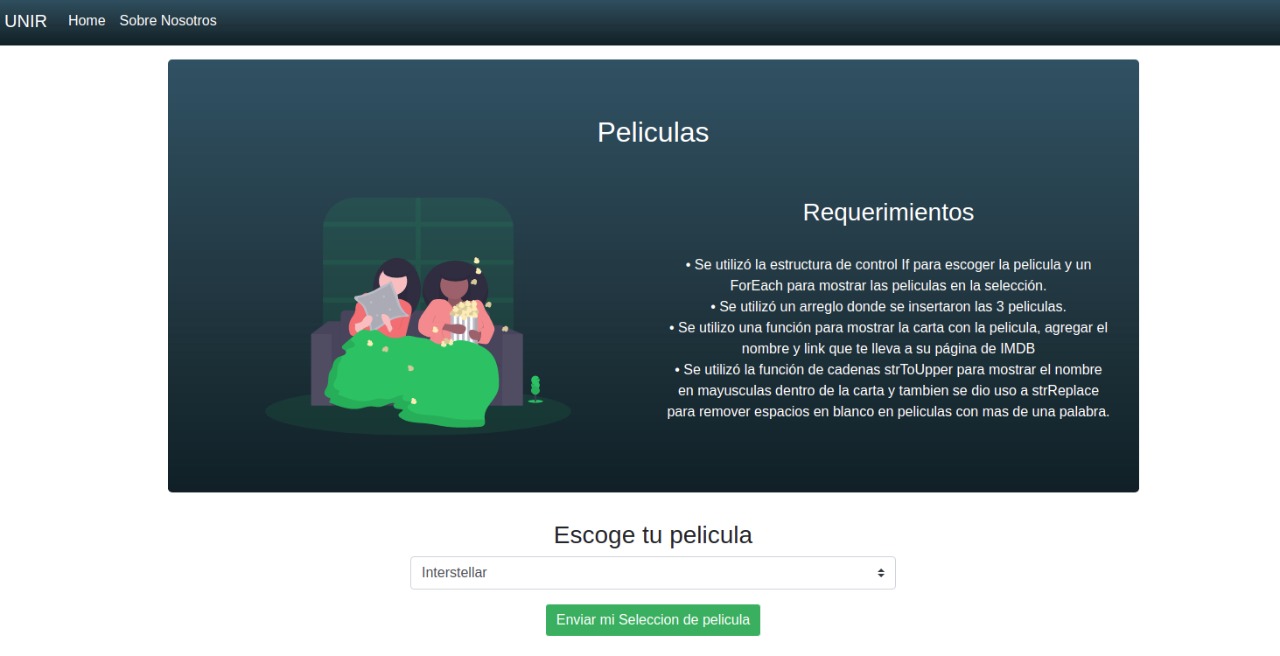 UNIR Home Sobre Nosotros
Peliculas
Requerimientos
• Se utilizó la estructura de control If para escoger la pelicula y un
ForEach para mostrar las peliculas en la selección.
• Se utilizó un arreglo donde se insertaron las 3 peliculas.
• Se utilizo una función para mostrar la carta con la pelicula, agregar el
nombre y link que te lleva a su página de IMDB
• Se utilizó la función de cadenas strToUpper para mostrar el nombre
en mayusculas dentro de la carta y tambien se dio uso a strReplace
para remover espacios en blanco en peliculas con mas de una palabra.
Escoge tu pelicula
Interstellar
Enviar mi Seleccion de pelicula